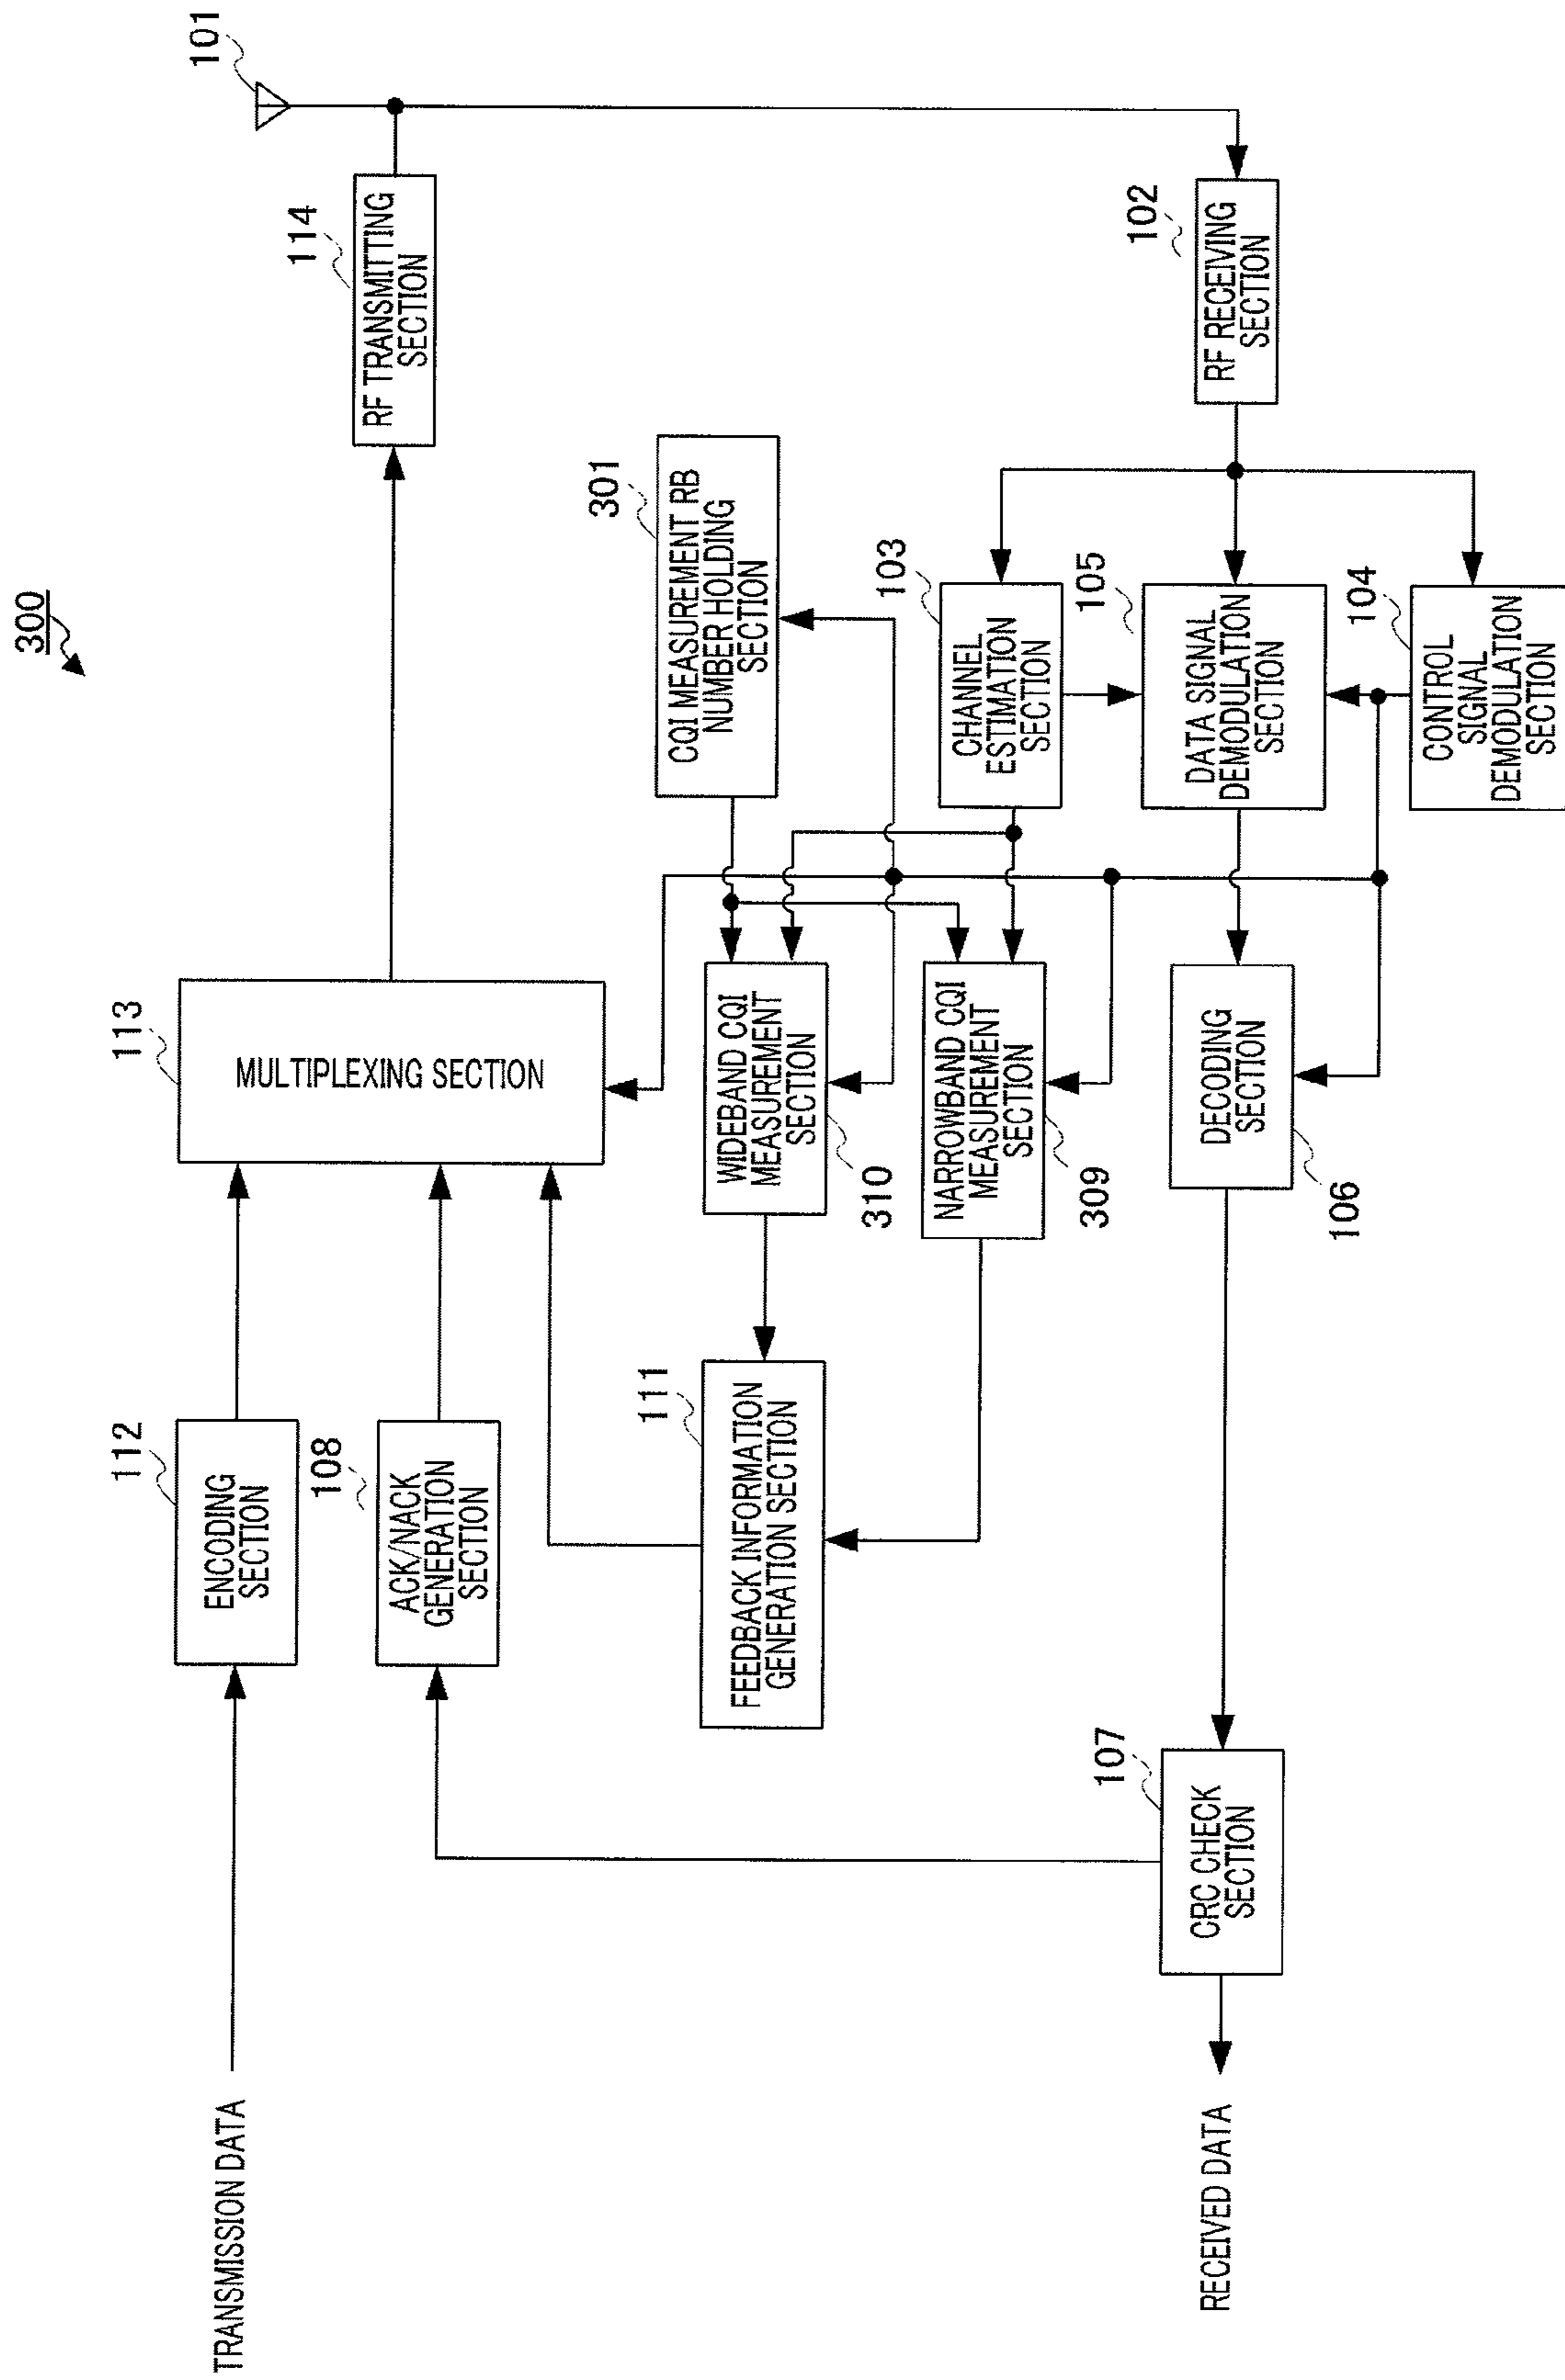 300
TRANSMISSION DATA
112
ENCODING
SECTION
108
ACK/NACK
GENERATION
SECTION
113
MULTIPLEXING SECTION
114
RF TRANSMITTING
SECTION
101
111
FEEDBACK INFORMATION
GENERATION SECTION
WIDEBAND CQI
MEASUREMENT
SECTION
310
NARROWBAND CQI
MEASUREMENT
SECTION
309
301
CQI MEASUREMENT RB
NUMBER HOLDING
SECTION
103
CHANNEL
ESTIMATION
SECTION
105
DATA SIGNAL
DEMODULATION
SECTION
104
CONTROL
SIGNAL
DEMODULATION
SECTION
102
RF RECEIVING
SECTION
DECODING
SECTION
106
107
CRC CHECK
SECTION
RECEIVED DATA